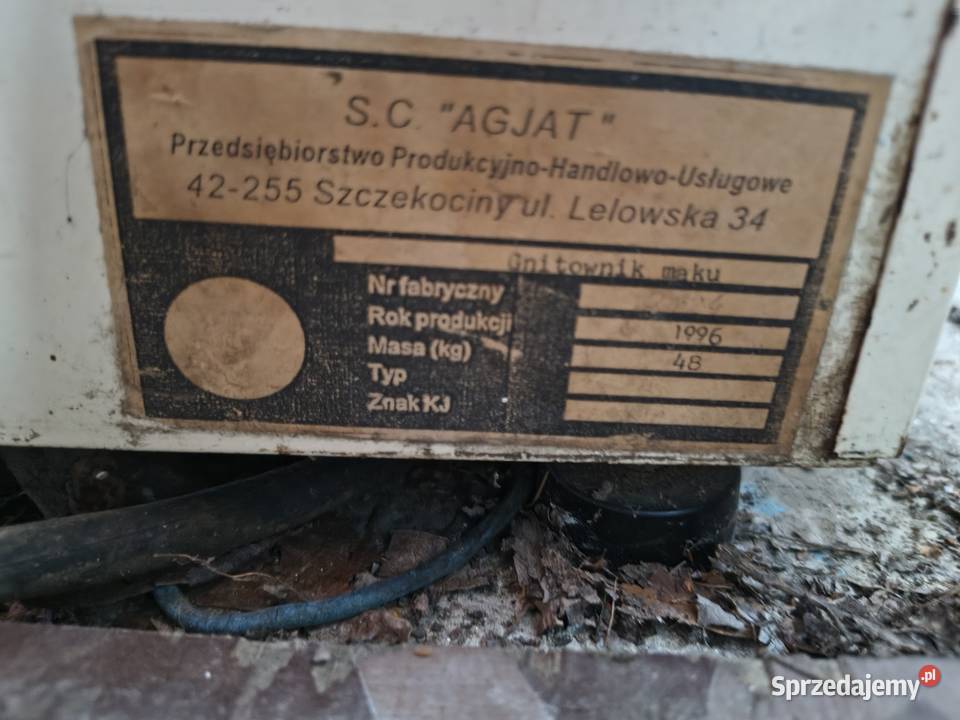 S.C. "AGJAT"
Przedsiębiorstwo Produkcyjno-Handlowo-Usługowe
42-255 Szczekociny ul. Lelowska 34
Gnitownik maku
Nr fabryczny
Rok produkcji 1996
Masa (kg) 48
Typ
Znak KJ
Sprzedajemy.pl